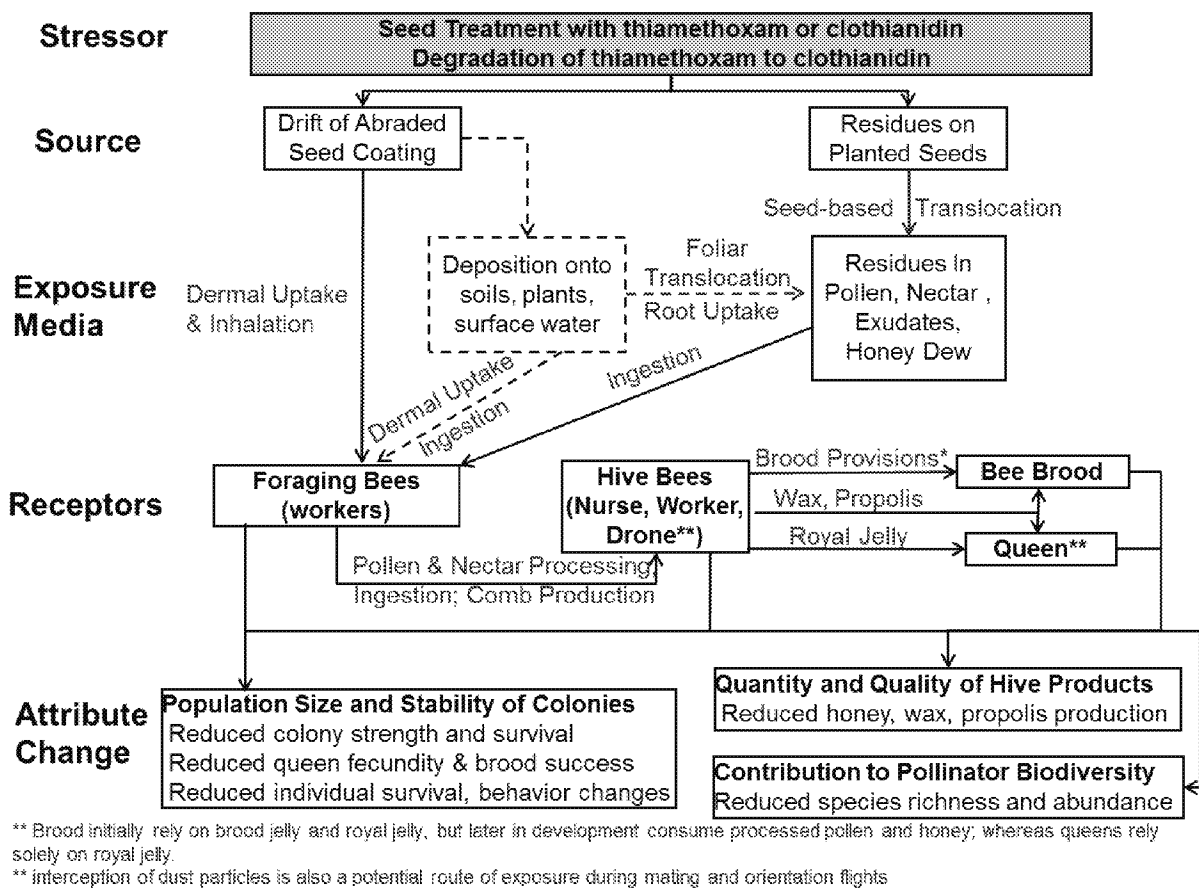 Stressor
Seed Treatment with thiamethoxam or clothianidin
Degradation of thiamethoxam to clothianidin
Source
Drift of Abraded
Seed Coating
Residues on
Planted Seeds
Seed-based Translocation
Exposure
Media
Dermal Uptake
& Inhalation
Deposition onto
soils, plants,
surface water
Foliar
Translocation
Root Uptake
Residues In
Pollen, Nectar ,
Exudates,
Honey Dew
Dermal Uptake
Ingestion
Ingestion
Receptors
Foraging Bees
(workers)
Hive Bees
(Nurse, Worker,
Drone**)
Brood Provisions*
Wax, Propolis
Royal Jelly
Bee Brood
Queen**
Pollen & Nectar Processing
Ingestion; Comb Production
Attribute
Change
Population Size and Stability of Colonies
Reduced colony strength and survival
Reduced queen fecundity & brood success
Reduced individual survival, behavior changes
Quantity and Quality of Hive Products
Reduced honey, wax, propolis production
Contribution to Pollinator Biodiversity
Reduced species richness and abundance
** Brood initially rely on brood jelly and royal jelly, but later in development consume processed pollen and honey; whereas queens rely
solely on royal jelly.
** interception of dust particles is also a potential route of exposure during mating and orientation flights